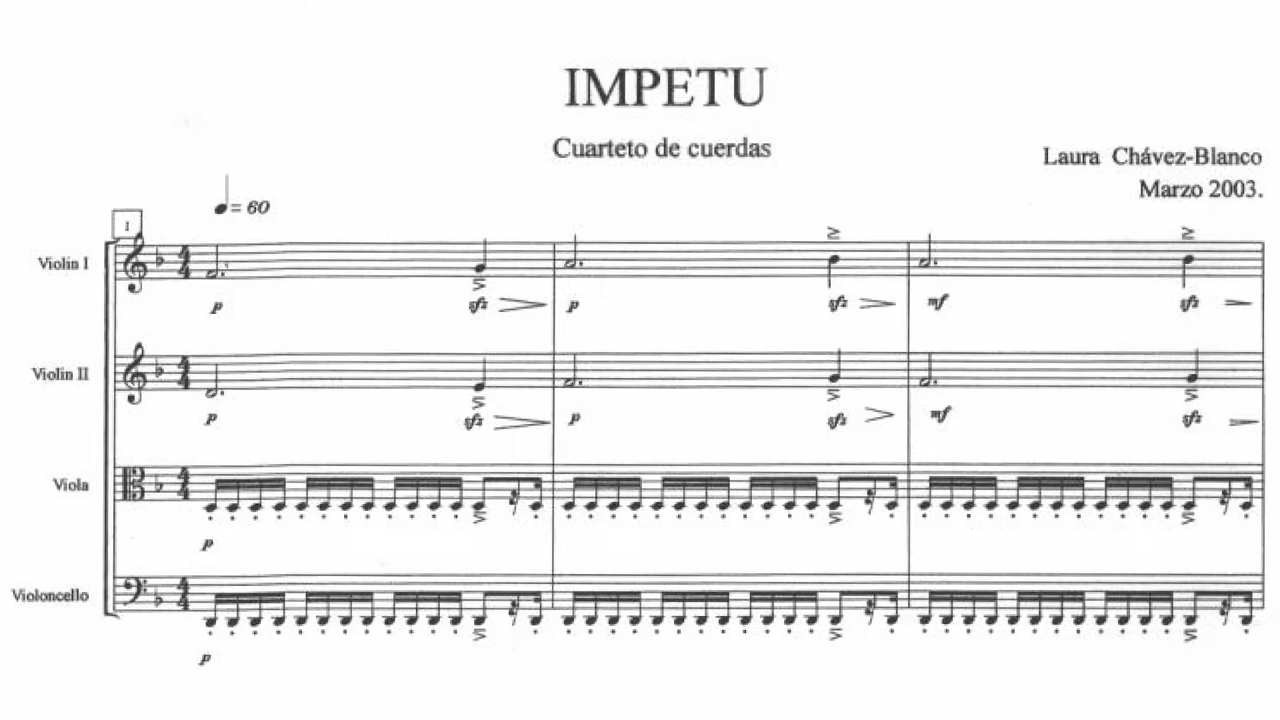 IMPETU
Cuarteto de cuerdas
Laura Chávez-Blanco
Marzo 2003.
= 60
1
Violin I
p sfz p sfz mf sfz
Violin II
p sfz p sfz mf sfz
Viola
p
Violoncello
p